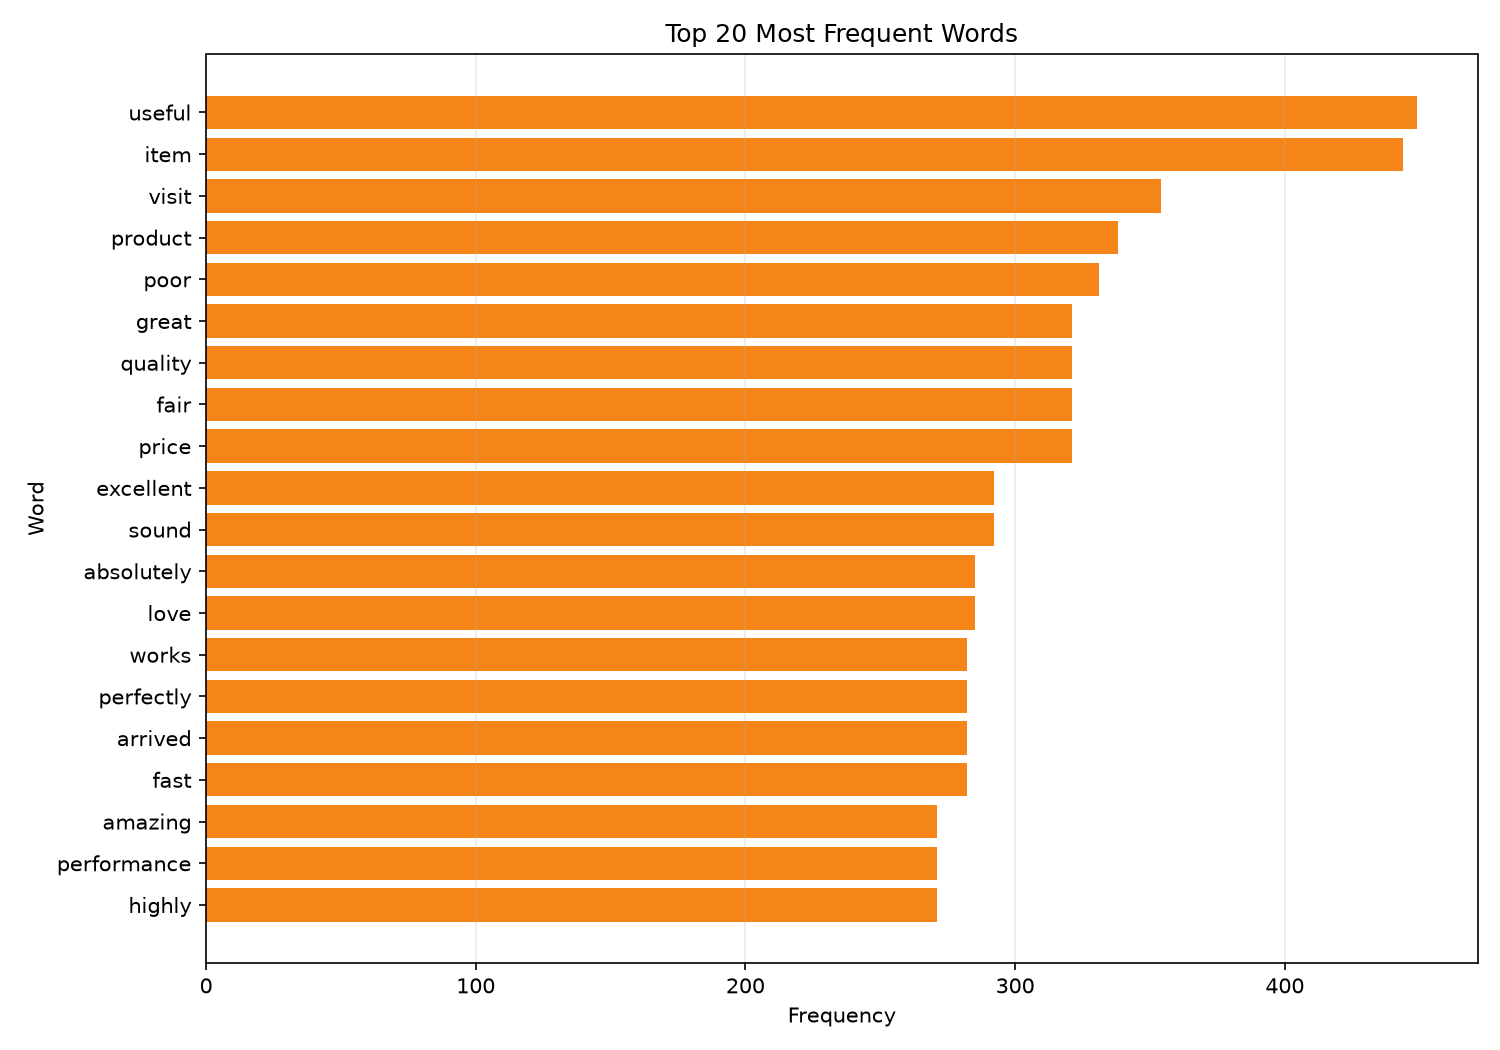 Top 20 Most Frequent Words
useful
item
visit
product
poor
great
quality
fair
price
excellent
sound
absolutely
love
works
perfectly
arrived
fast
amazing
performance
highly
Word
0 100 200 300 400
Frequency